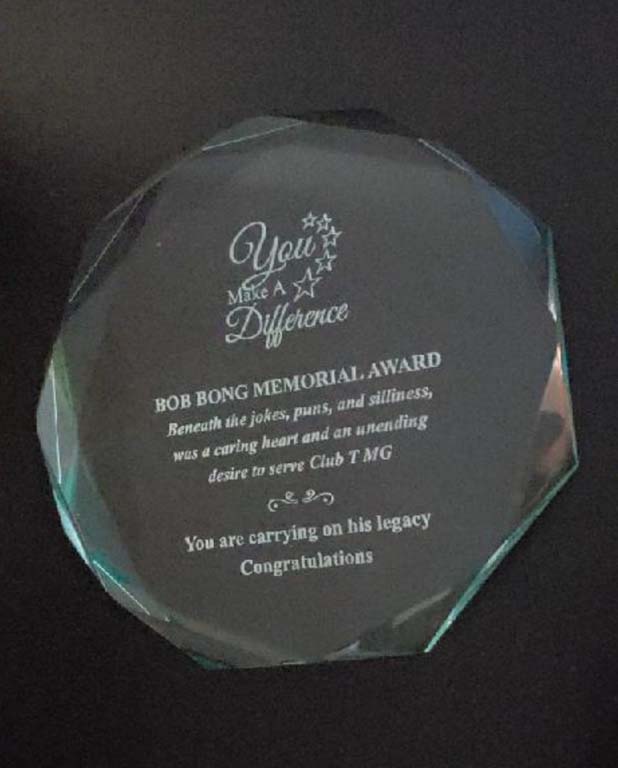 You
Make A
Difference
BOB BONG MEMORIAL AWARD
Beneath the jokes, puns, and silliness,
was a caring heart and an unending
desire to serve Club T MG
You are carrying on his legacy
Congratulations